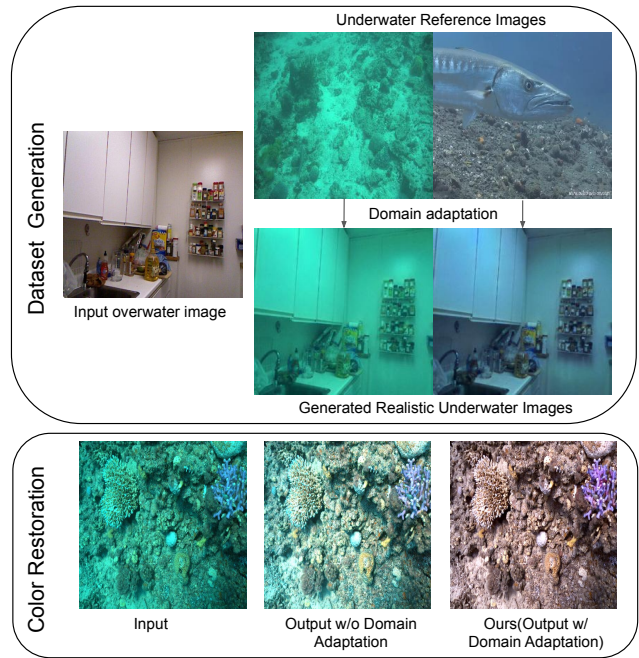 Dataset Generation
Underwater Reference Images
Domain adaptation
Input overwater image
Generated Realistic Underwater Images
Color Restoration
Input
Output w/o Domain
Adaptation
Ours(Output w/
Domain Adaptation)